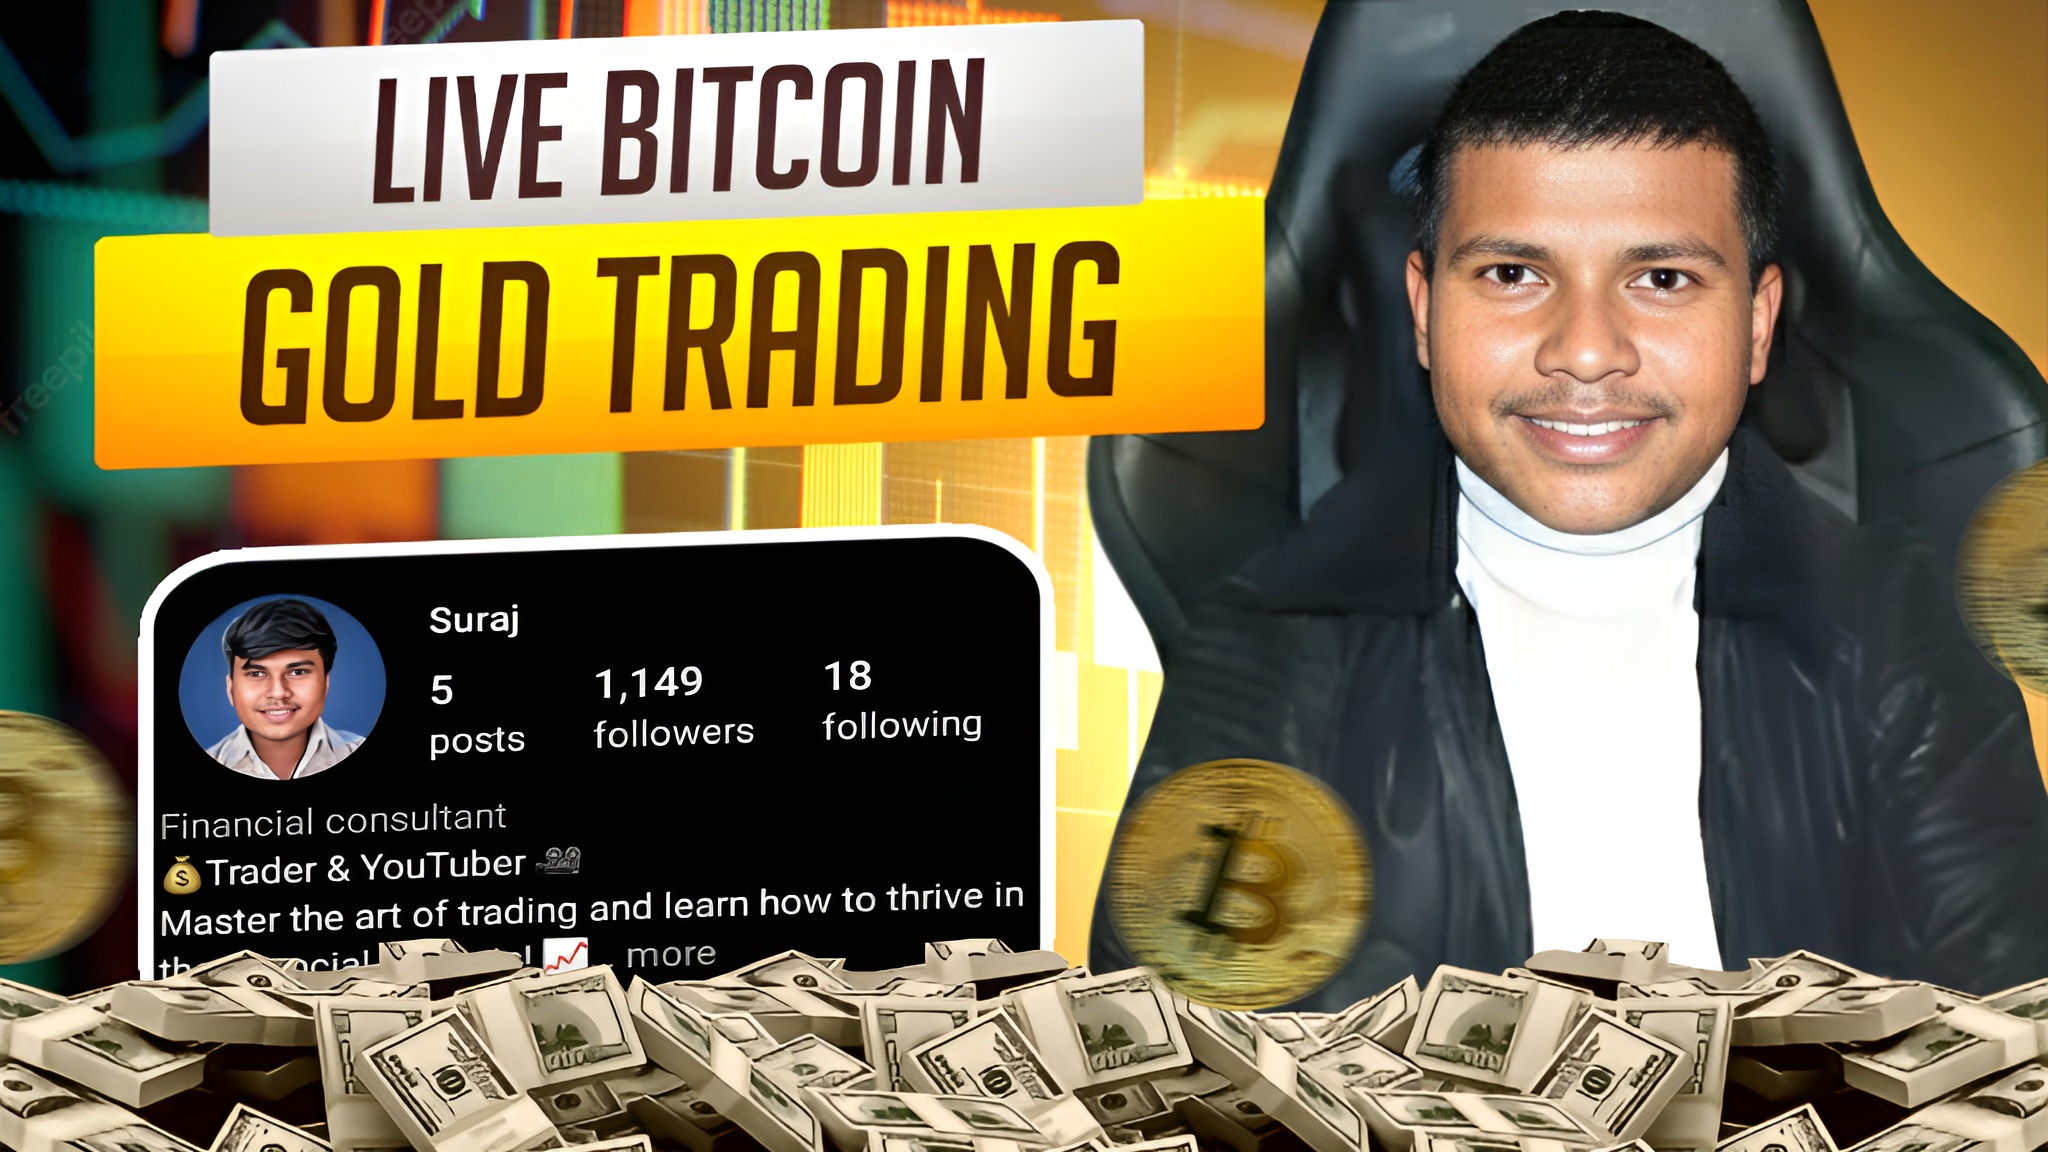 LIVE BITCOIN
GOLD TRADING
Suraj
5
posts
1,149
followers
18
following
Financial consultant
💰Trader & YouTuber 🎥
Master the art of trading and learn how to thrive in
📈 more